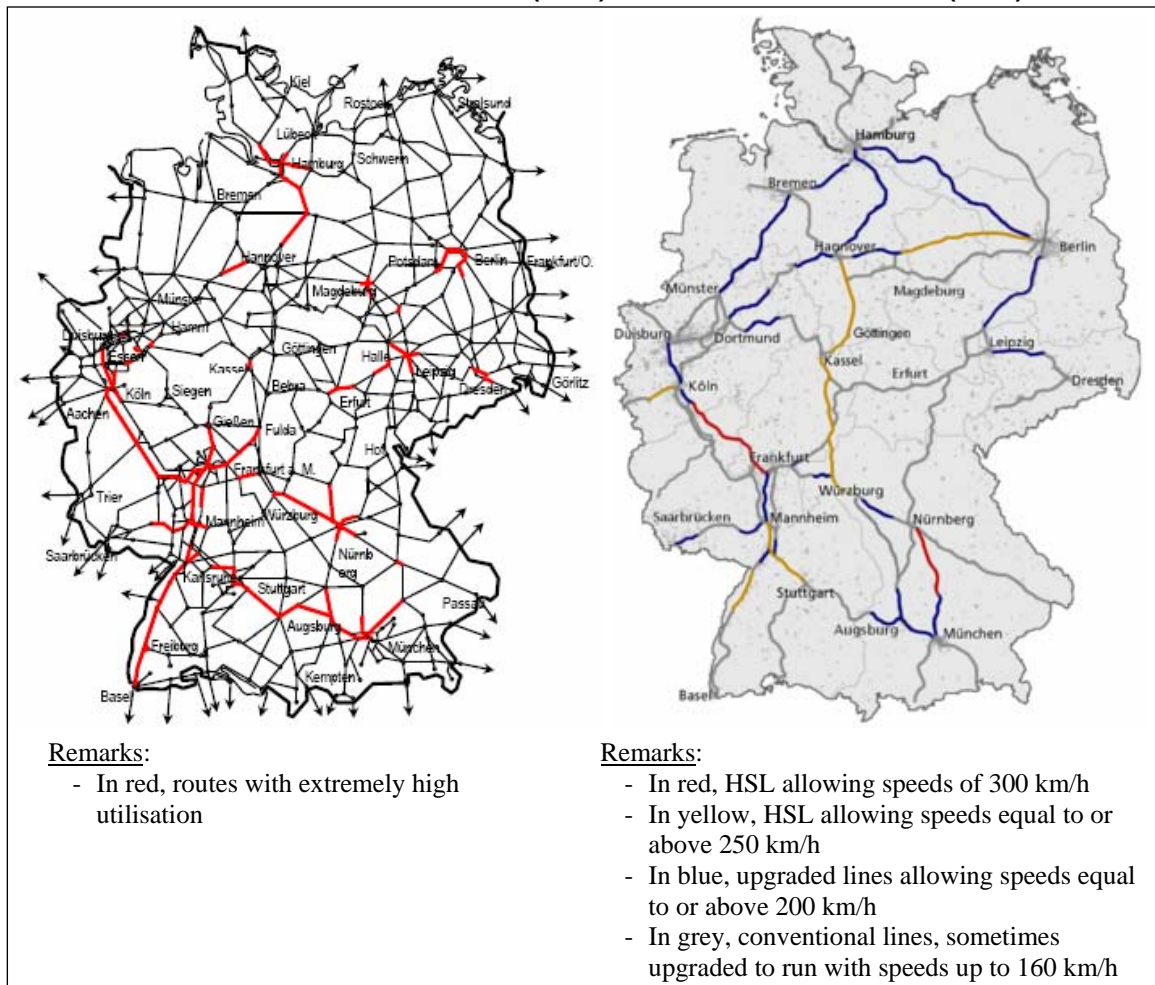 Kiel
Rostoc
Stralsund
Lübeck
Hamburg
Schwerin
Bremen
Hannover
Potsdam
Berlin
Frankfurt/O.
Magdeburg
Münster
Hamm
Duisburg
Essen
Göttingen
Halle
Leipzig
Kassel
Dresden
Görlitz
Köln
Siegen
Bebra
Erfurt
Aachen
Gießen
Fulda
Hof
Frankfurt a. M.
Trier
Würzburg
Mannheim
Saarbrücken
Nürnb
erg
Karlsruhe
Stuttgart
Passau
Augsburg
Freiburg
München
Kempten
Basel
Hamburg
Bremen
Hannover
Berlin
Münster
Magdeburg
Duisburg
Dortmund
Göttingen
Leipzig
Kassel
Köln
Erfurt
Dresden
Frankfurt
Würzburg
Saarbrücken
Mannheim
Nürnberg
Stuttgart
Augsburg
München
Basel
Remarks:
- In red, routes with extremely high
utilisation
Remarks:
- In red, HSL allowing speeds of 300 km/h
- In yellow, HSL allowing speeds equal to or
above 250 km/h
- In blue, upgraded lines allowing speeds equal
to or above 200 km/h
- In grey, conventional lines, sometimes
upgraded to run with speeds up to 160 km/h